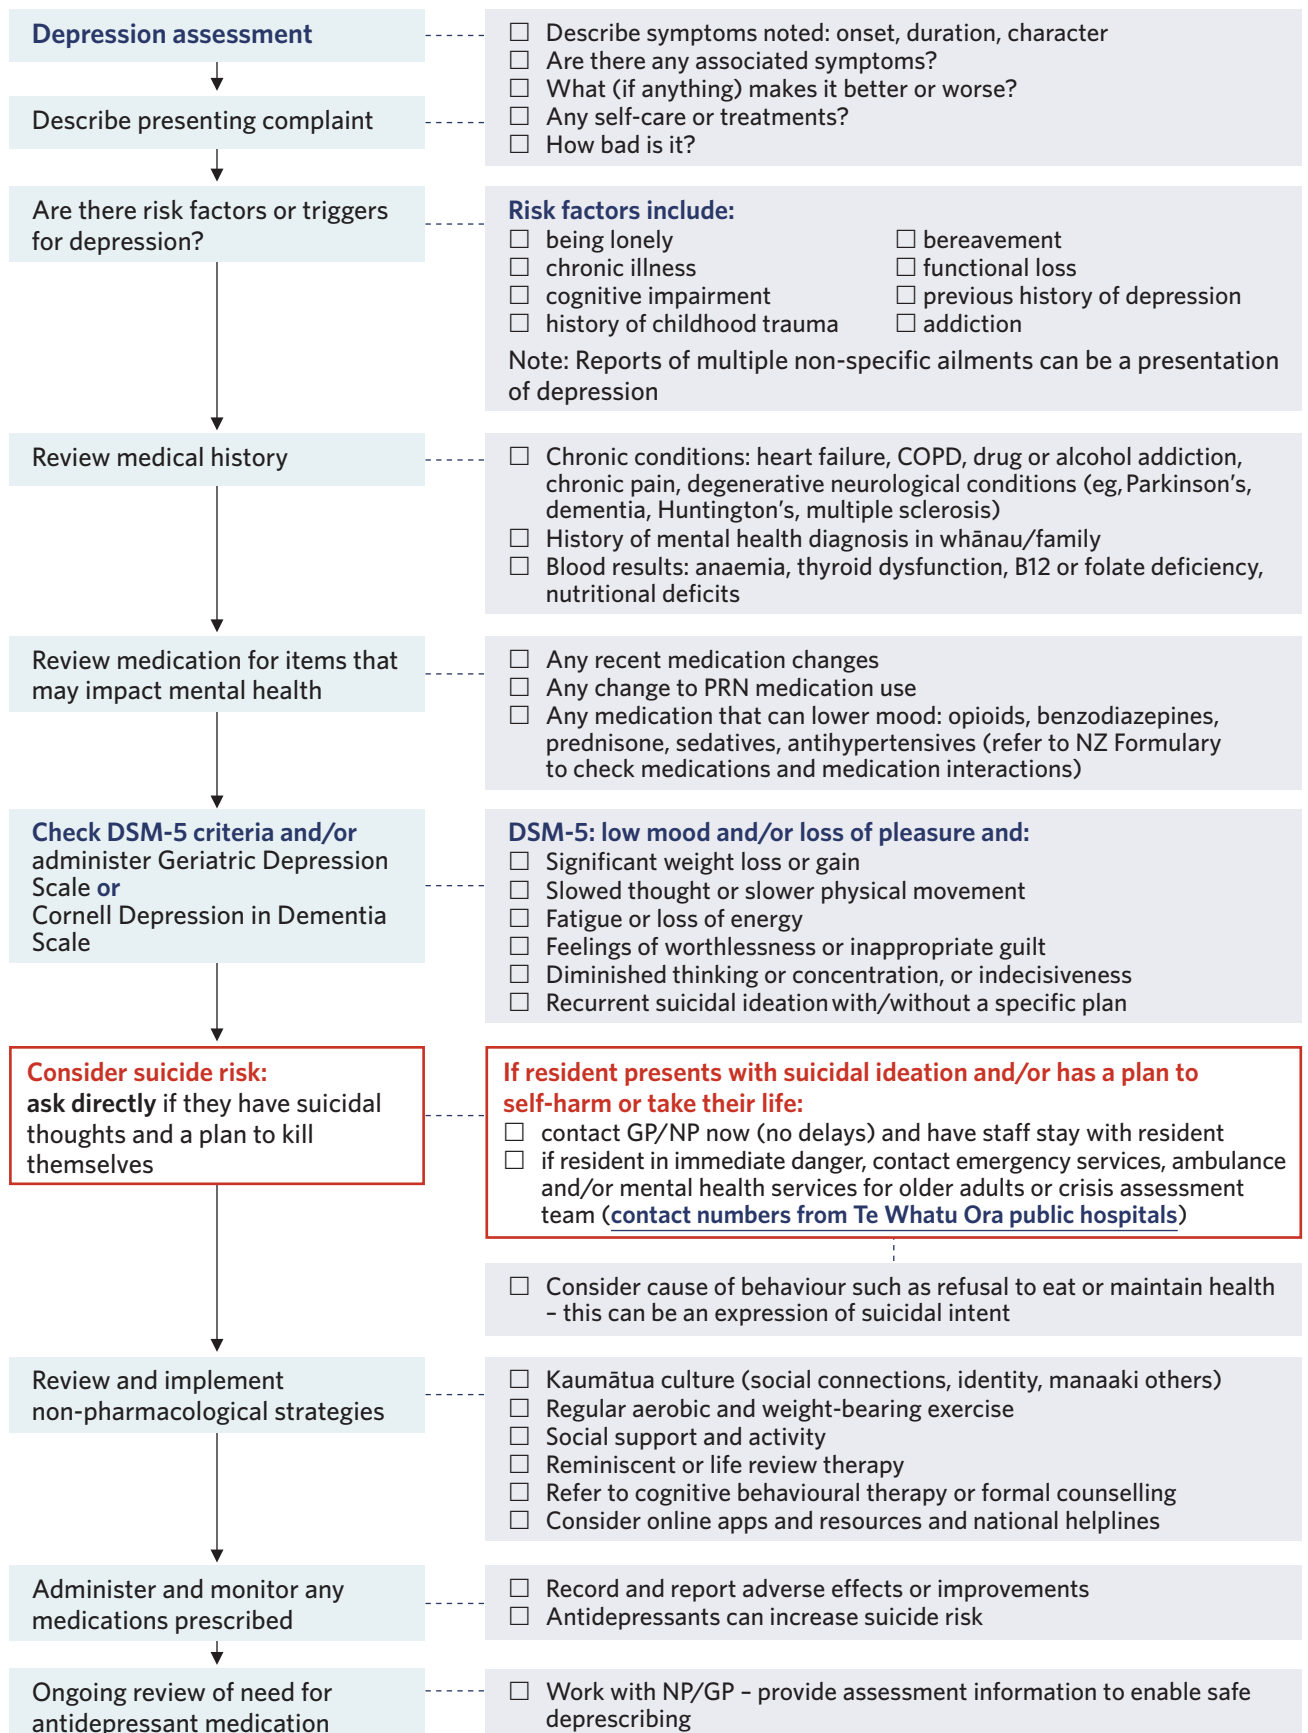 Depression assessment
☐ Describe symptoms noted: onset, duration, character
☐ Are there any associated symptoms?
☐ What (if anything) makes it better or worse?
☐ Any self-care or treatments?
☐ How bad is it?
Describe presenting complaint
Are there risk factors or triggers
for depression?
Risk factors include:
☐ being lonely
☐ chronic illness
☐ cognitive impairment
☐ history of childhood trauma
☐ bereavement
☐ functional loss
☐ previous history of depression
☐ addiction
Note: Reports of multiple non-specific ailments can be a presentation
of depression
Review medical history
☐ Chronic conditions: heart failure, COPD, drug or alcohol addiction,
chronic pain, degenerative neurological conditions (eg, Parkinson's,
dementia, Huntington's, multiple sclerosis)
☐ History of mental health diagnosis in whānau/family
☐ Blood results: anaemia, thyroid dysfunction, B12 or folate deficiency,
nutritional deficits
Review medication for items that
may impact mental health
☐ Any recent medication changes
☐ Any change to PRN medication use
☐ Any medication that can lower mood: opioids, benzodiazepines,
prednisone, sedatives, antihypertensives (refer to NZ Formulary
to check medications and medication interactions)
Check DSM-5 criteria and/or
administer Geriatric Depression
Scale or
Cornell Depression in Dementia
Scale
DSM-5: low mood and/or loss of pleasure and:
☐ Significant weight loss or gain
☐ Slowed thought or slower physical movement
☐ Fatigue or loss of energy
☐ Feelings of worthlessness or inappropriate guilt
☐ Diminished thinking or concentration, or indecisiveness
☐ Recurrent suicidal ideation with/without a specific plan
Consider suicide risk:
ask directly if they have suicidal
thoughts and a plan to kill
themselves
If resident presents with suicidal ideation and/or has a plan to
self-harm or take their life:
☐ contact GP/NP now (no delays) and have staff stay with resident
☐ if resident in immediate danger, contact emergency services, ambulance
and/or mental health services for older adults or crisis assessment
team (contact numbers from Te Whatu Ora public hospitals)
☐ Consider cause of behaviour such as refusal to eat or maintain health
– this can be an expression of suicidal intent
Review and implement
non-pharmacological strategies
☐ Kaumātua culture (social connections, identity, manaaki others)
☐ Regular aerobic and weight-bearing exercise
☐ Social support and activity
☐ Reminiscent or life review therapy
☐ Refer to cognitive behavioural therapy or formal counselling
☐ Consider online apps and resources and national helplines
Administer and monitor any
medications prescribed
☐ Record and report adverse effects or improvements
☐ Antidepressants can increase suicide risk
Ongoing review of need for
antidepressant medication
☐ Work with NP/GP – provide assessment information to enable safe
deprescribing